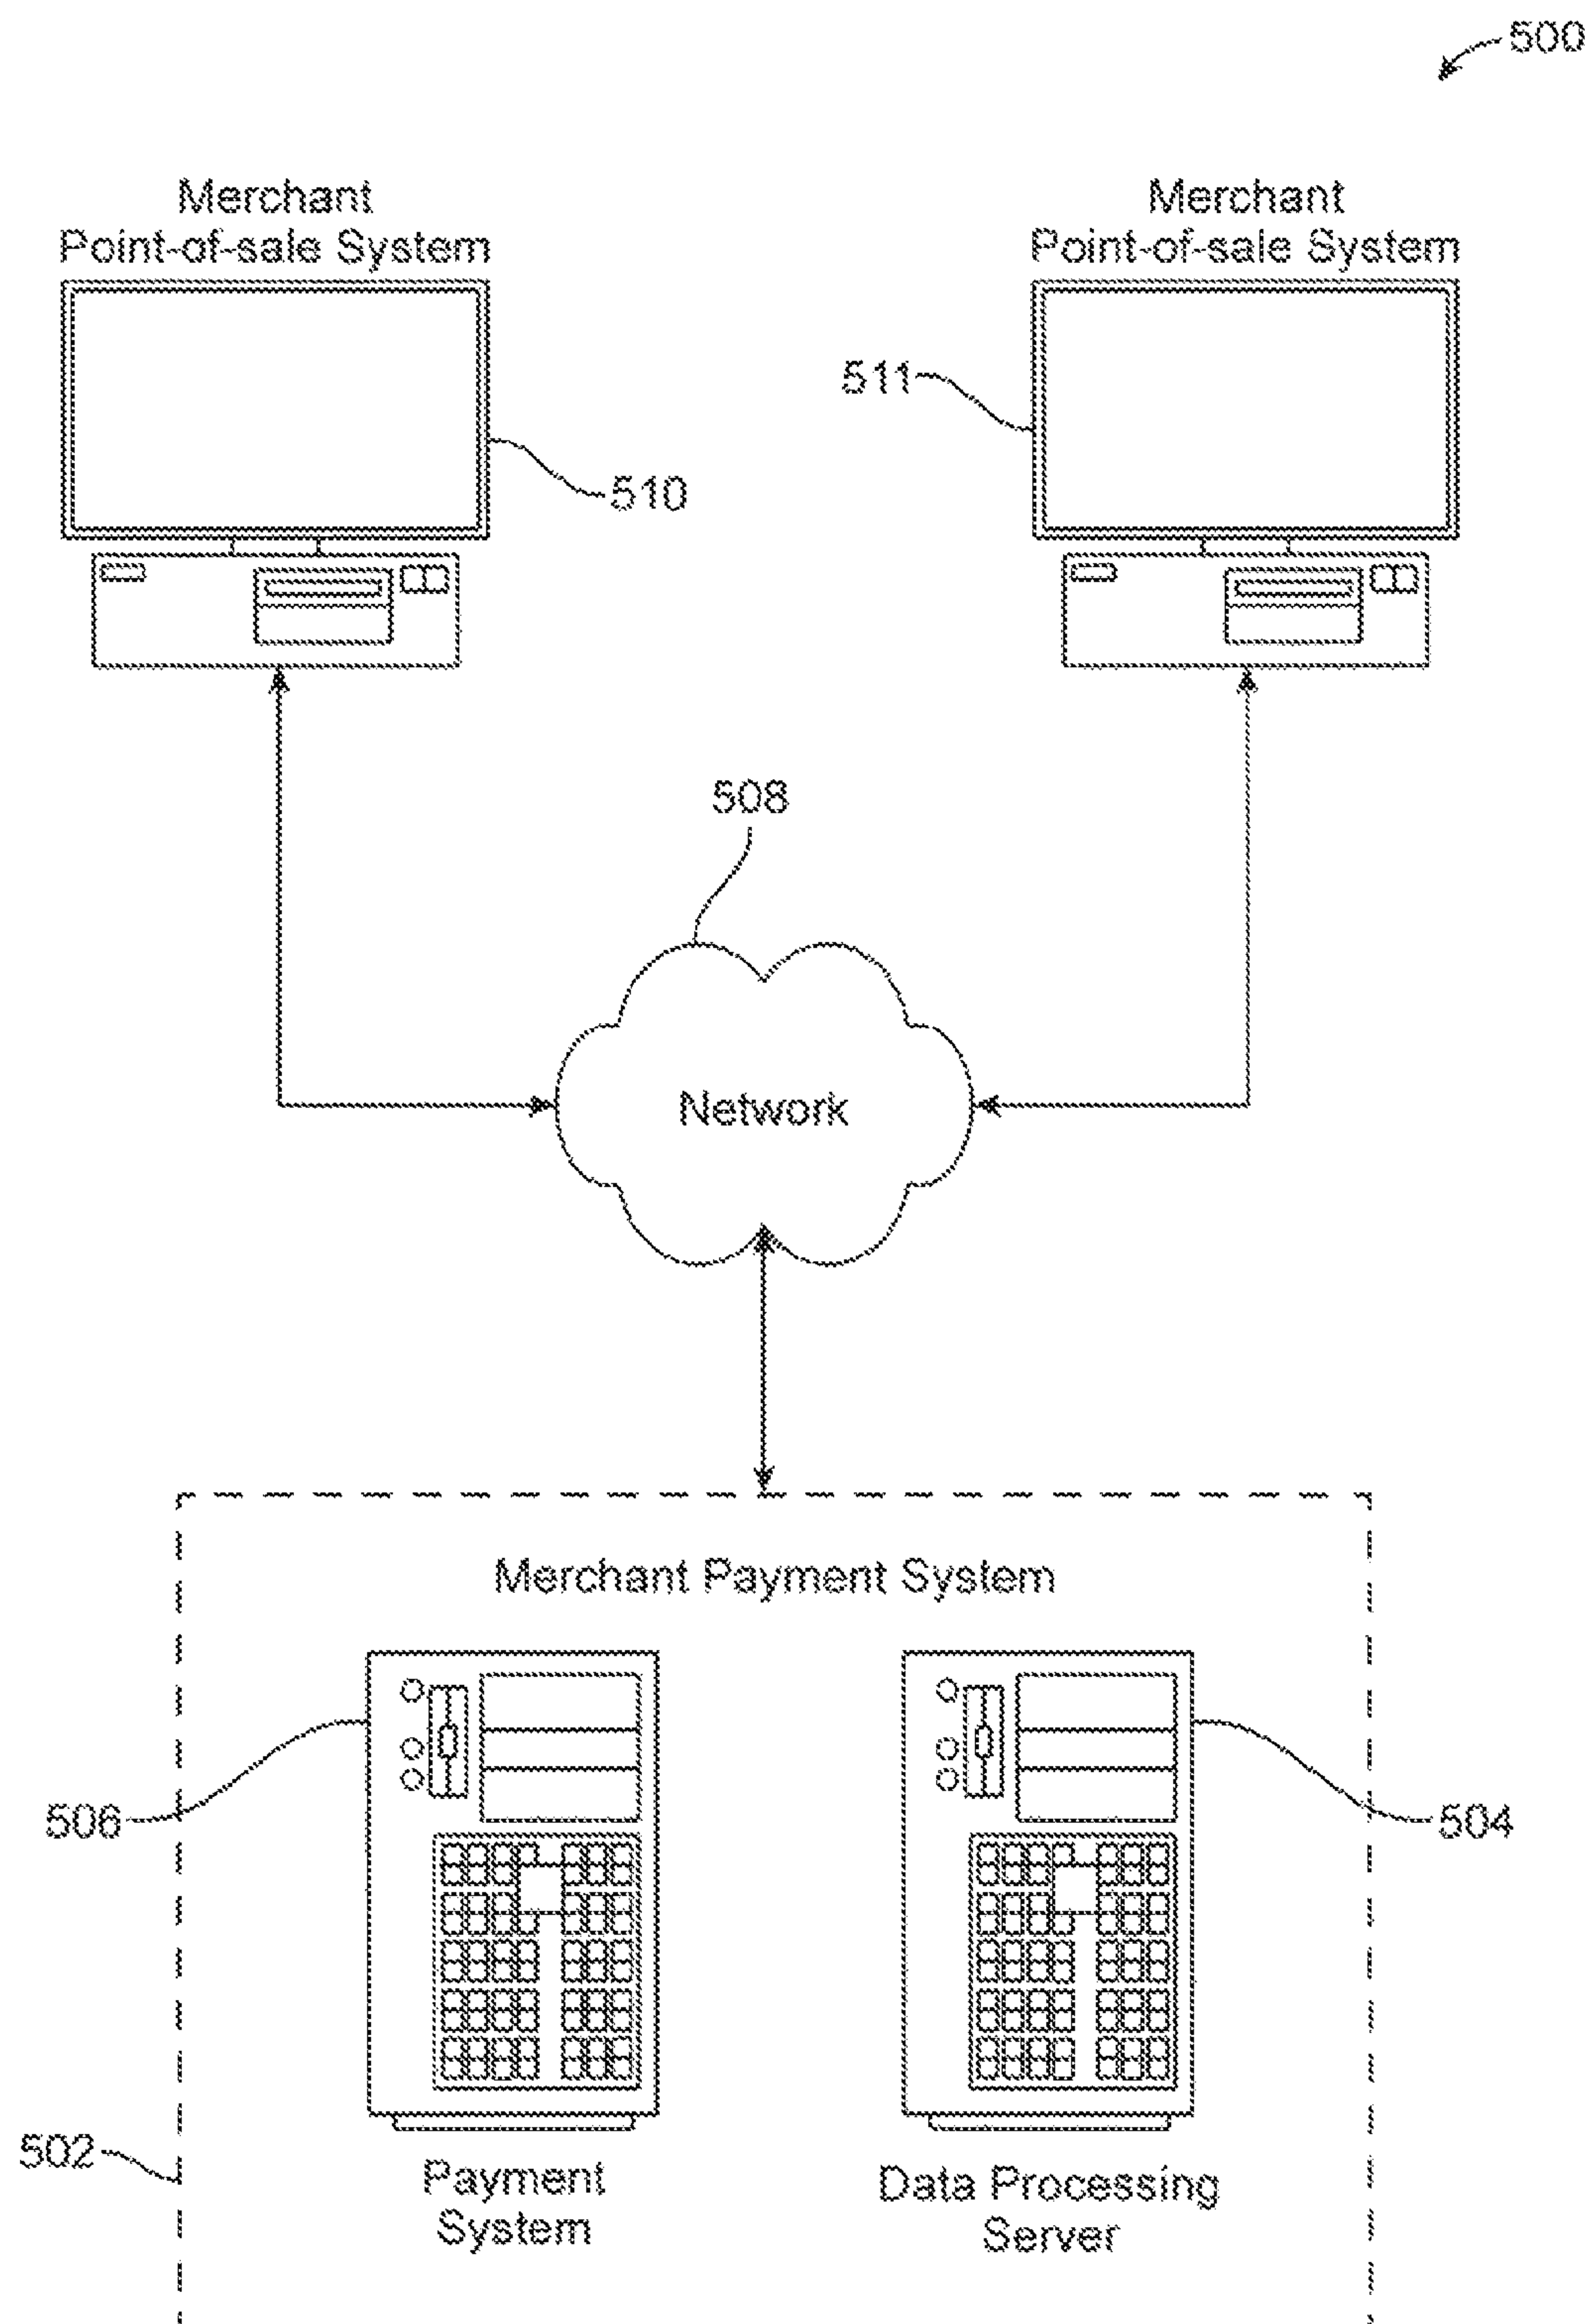 500
Merchant
Point-of-sale System
Merchant
Point-of-sale System
511
510
508
Network
Merchant Payment System
506
504
502
Payment
System
Data Processing
Server